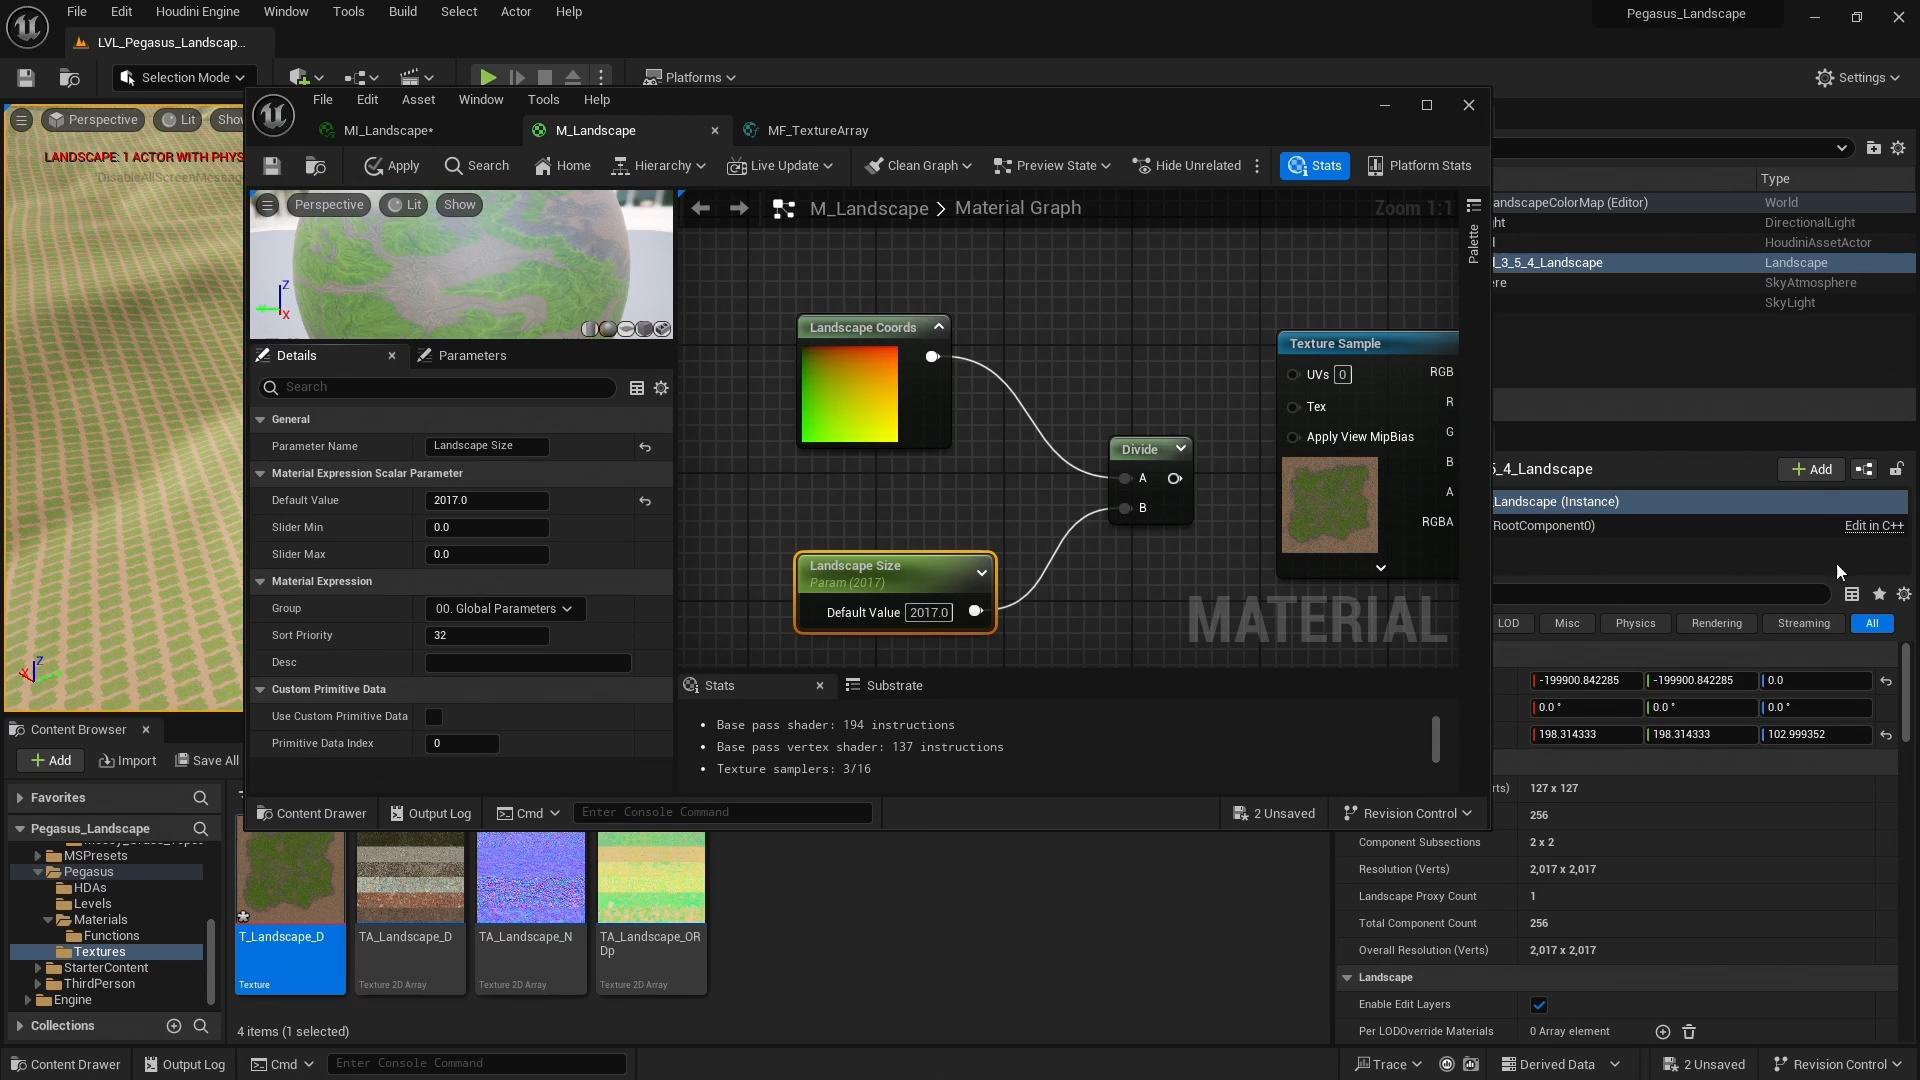 File Edit Houdini Engine Window Tools Build Select Actor Help
Pegasus_Landscape
LVL_Pegasus_Landscap...
Selection Mode
Platforms
Settings
Perspective
Lit
LANDSCAPE: 1 ACTOR WITH PHYS
'DisableAllScreenMessag
File Edit Asset Window Tools Help
MI_Landscape*
M_Landscape
MF_TextureArray
Apply
Search
Home
Hierarchy
Live Update
Clean Graph
Preview State
Hide Unrelated
Stats
Platform Stats
Perspective
Lit
Show
M_Landscape > Material Graph
Zoom 1:1
Palette
Landscape Coords
Divide
A
B
Landscape Size
Param (2017)
Default Value 2017.0
Texture Sample
UVs 0
RGB
Tex
R
Apply View MipBias
G
B
A
RGBA
MATERIAL
Details
Parameters
Search
General
Parameter Name Landscape Size
Material Expression Scalar Parameter
Default Value 2017.0
Slider Min 0.0
Slider Max 0.0
Material Expression
Group 00. Global Parameters
Sort Priority 32
Desc
Custom Primitive Data
Use Custom Primitive Data
Primitive Data Index 0
Stats
Substrate
• Base pass shader: 194 instructions
• Base pass vertex shader: 137 instructions
• Texture samplers: 3/16
Content Drawer
Output Log
Cmd
Enter Console Command
2 Unsaved
Revision Control
Type
andscapeColorMap (Editor) World
ght DirectionalLight
HoudiniAssetActor
_3_5_4_Landscape Landscape
ere SkyAtmosphere
SkyLight
5_4_Landscape
Add
Landscape (Instance)
RootComponent0) Edit in C++
LOD Misc Physics Rendering Streaming All
-199900.842285 -199900.842285 0.0
0.0 ° 0.0 ° 0.0 °
198.314333 198.314333 102.999352
rts) 127 x 127
256
Component Subsections 2 x 2
Resolution (Verts) 2,017 x 2,017
Landscape Proxy Count 1
Total Component Count 256
Overall Resolution (Verts) 2,017 x 2,017
Landscape
Enable Edit Layers
Per LODOverride Materials 0 Array element
Content Browser
Add
Import
Save All
Favorites
Pegasus_Landscape
MSPresets
Pegasus
HDAs
Levels
Materials
Functions
Textures
StarterContent
ThirdPerson
Engine
Collections
T_Landscape_D
Texture
TA_Landscape_D
Texture 2D Array
TA_Landscape_N
Texture 2D Array
TA_Landscape_OR
Dp
Texture 2D Array
4 items (1 selected)
Content Drawer
Output Log
Cmd
Enter Console Command
Trace
Derived Data
2 Unsaved
Revision Control